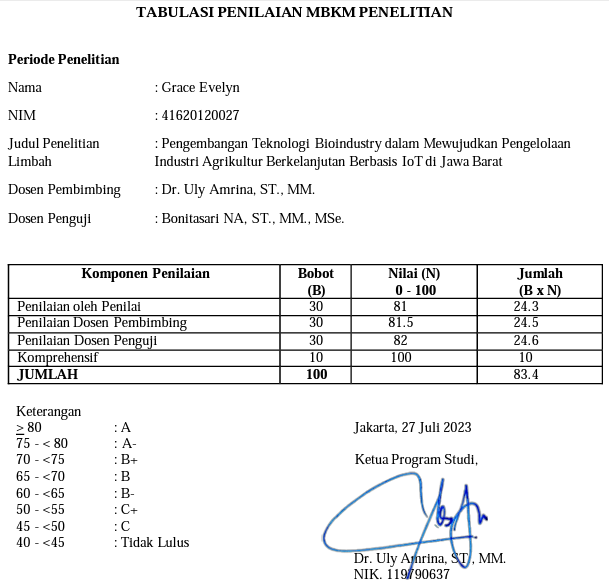 TABULASI PENILAIAN MBKM PENELITIAN
Periode Penelitian
Nama : Grace Evelyn
NIM : 41620120027
Judul Penelitian : Pengembangan Teknologi Bioindustry dalam Mewujudkan Pengelolaan
Limbah Industri Agrikultur Berkelanjutan Berbasis IoT di Jawa Barat
Dosen Pembimbing : Dr. Uly Amrina, ST., MM.
Dosen Penguji : Bonitasari NA, ST., MM., MSe.
Komponen Penilaian Bobot Nilai (N) Jumlah
(B) 0 - 100 (B x N)
Penilaian oleh Penilai 30 81 24.3
Penilaian Dosen Pembimbing 30 81.5 24.5
Penilaian Dosen Penguji 30 82 24.6
Komprehensif 10 100 10
JUMLAH 100 83.4
Keterangan
≥ 80 : A Jakarta, 27 Juli 2023
75 - < 80 : A-
70 - <75 : B+ Ketua Program Studi,
65 - <70 : B
60 - <65 : B-
50 - <55 : C+
45 - <50 : C
40 - <45 : Tidak Lulus
Dr. Uly Amrina, ST, MM.
NIK. 119790637